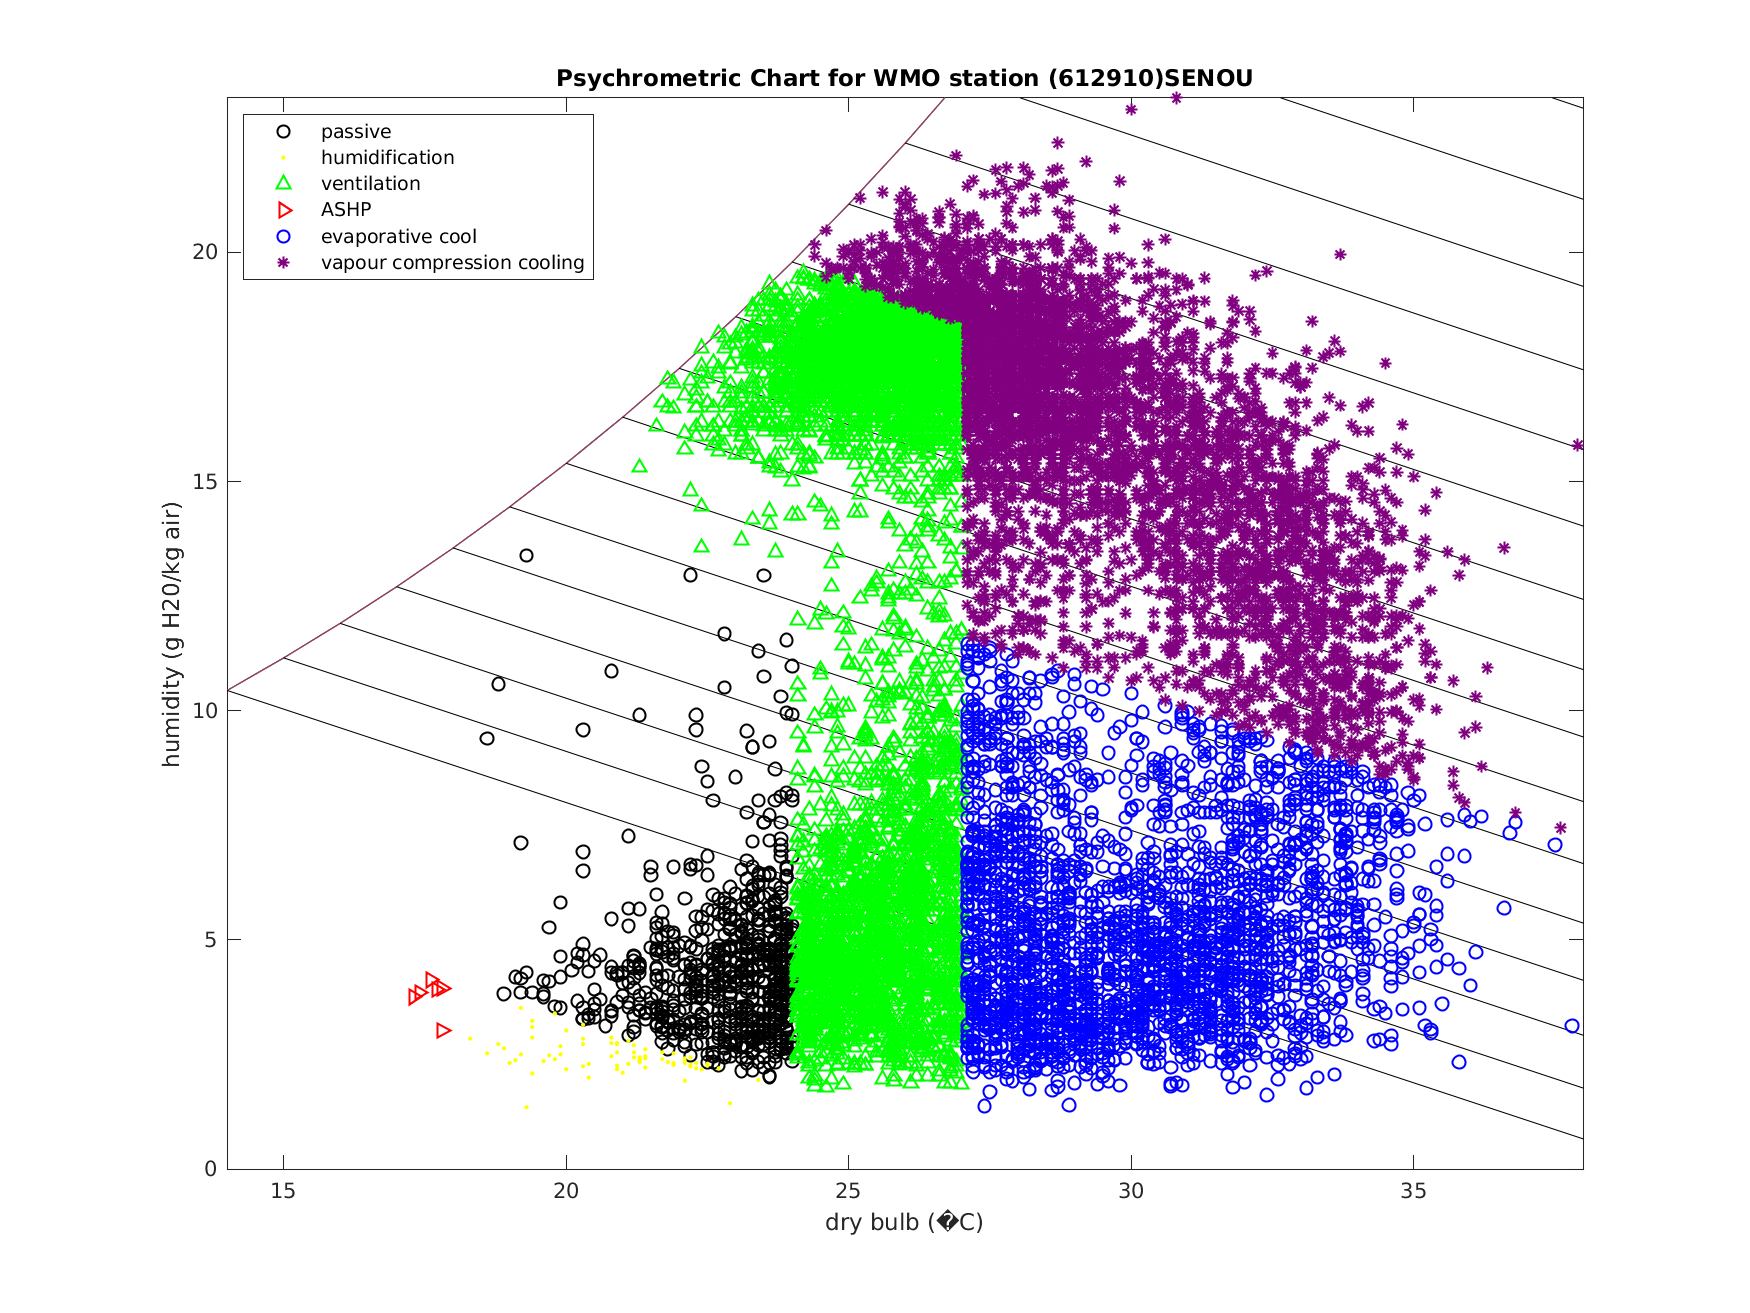 Psychrometric Chart for WMO station (612910)SENOU
passive
humidification
ventilation
ASHP
evaporative cool
vapour compression cooling
humidity (g H20/kg air)
20
15
10
5
0
15 20 25 30 35
dry bulb (�C)